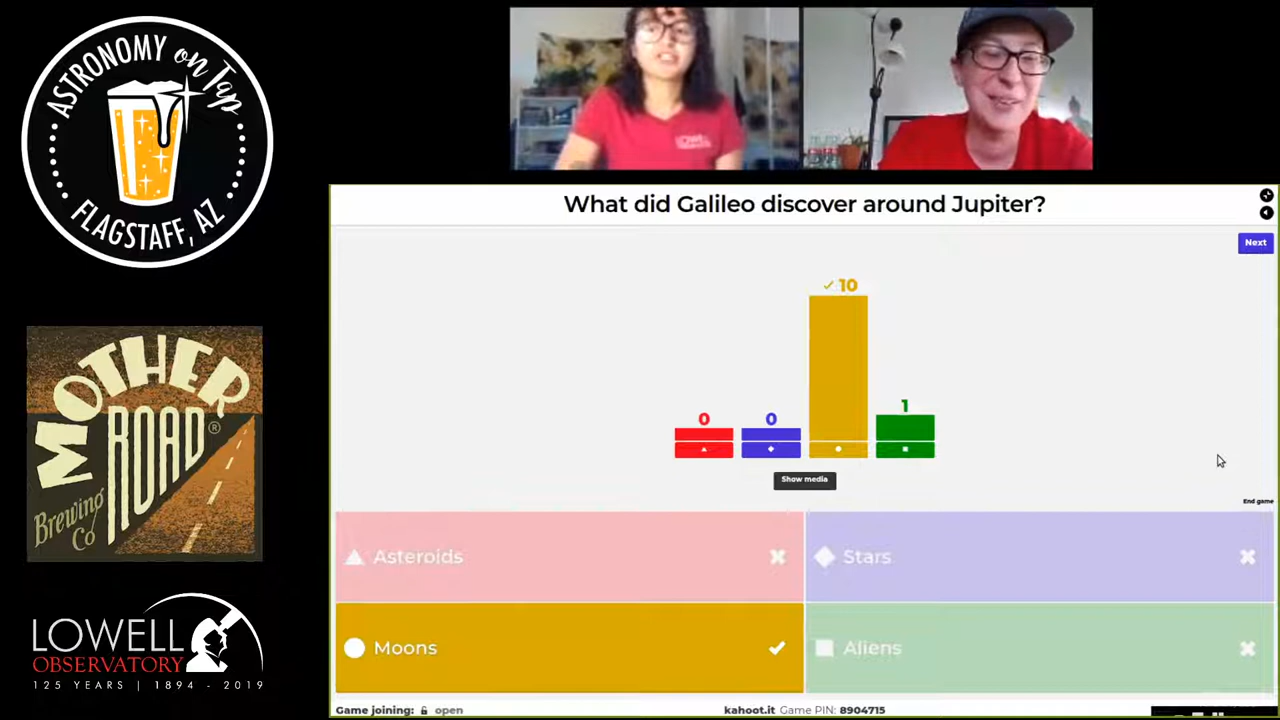 ASTRONOMY on Tap
FLAGSTAFF, AZ
MOTHER
ROAD®
Brewing
Co
LOWELL
OBSERVATORY
125 YEARS | 1894 - 2019
LOWELL
What did Galileo discover around Jupiter?
Next
10
0
0
1
Show media
End game
Asteroids
Stars
Moons
Aliens
Game joining: open
kahoot.it Game PIN: 8904715